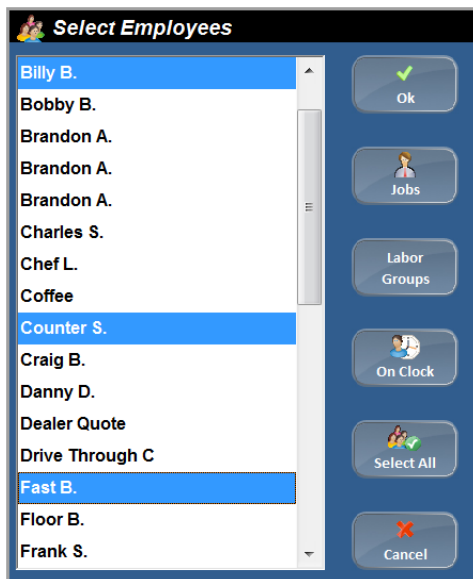 Select Employees
Billy B.
Bobby B.
Brandon A.
Brandon A.
Brandon A.
Charles S.
Chef L.
Coffee
Counter S.
Craig B.
Danny D.
Dealer Quote
Drive Through C
Fast B.
Floor B.
Frank S.
Ok
Jobs
Labor
Groups
On Clock
Select All
Cancel